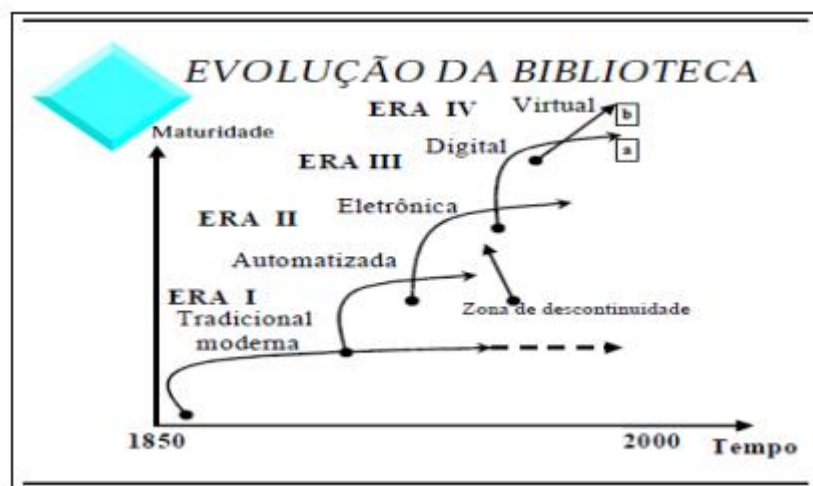 EVOLUÇÃO DA BIBLIOTECA
ERA IV
Virtual
b
Maturidade
ERA III
Digital
a
ERA II
Eletrônica
Automatizada
ERA I
Tradicional
moderna
Zona de descontinuidade
1850
2000
Tempo